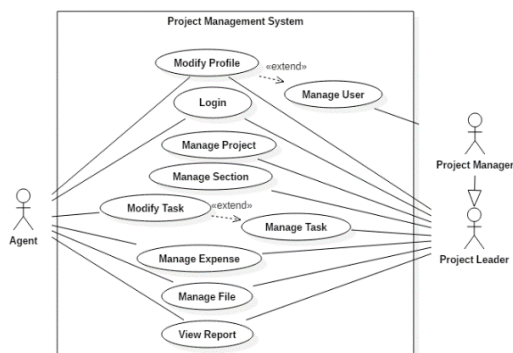 Project Management System
Modify Profile
«extend»
Manage User
Login
Manage Project
Project Manager
Manage Section
Modify Task
«extend»
Manage Task
Agent
Manage Expense
Project Leader
Manage File
View Report